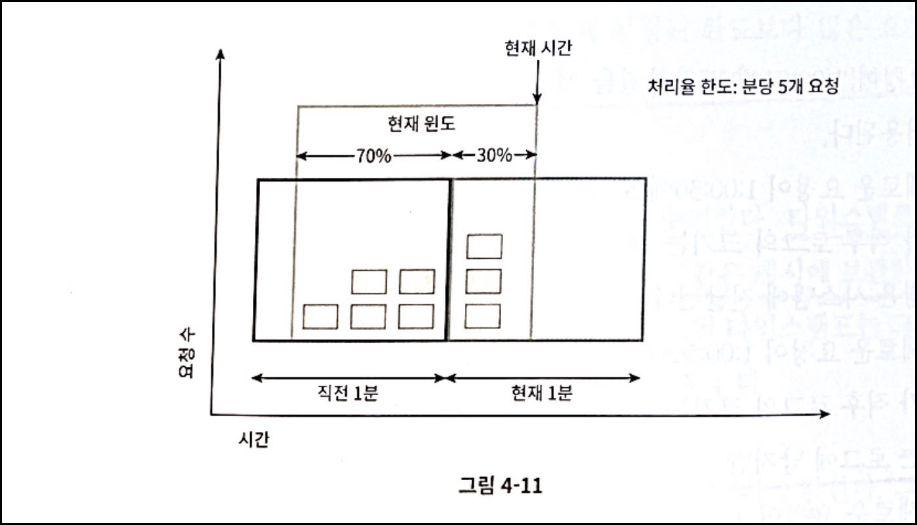 현재 시간
처리율 한도: 분당 5개 요청
현재 윈도
70%
30%
요청 수
직전 1분
현재 1분
시간
그림 4-11